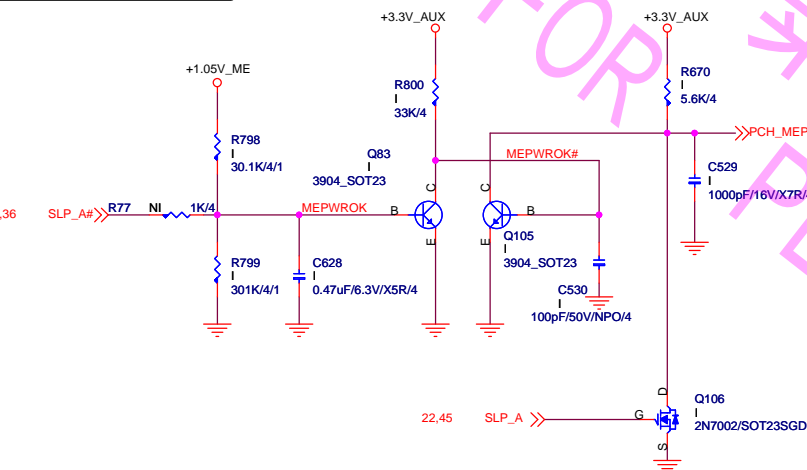 +3.3V_AUX
+3.3V_AUX
+1.05V_ME
R800
I
33K/4
R670
I
5.6K/4
PCH_MEP
R798
I
30.1K/4/1
Q83
I
3904_SOT23
MEPWROK#
C529
I
1000pF/16V/X7R/
,36
SLP_A#
R77
NI
1K/4
MEPWROK
B
C
E
C
B
E
Q105
I
3904_SOT23
R799
I
301K/4/1
C628
I
0.47uF/6.3V/X5R/4
C530
I
100pF/50V/NPO/4
22,45
SLP_A
G
D
S
Q106
I
2N7002/SOT23SGD
FOR